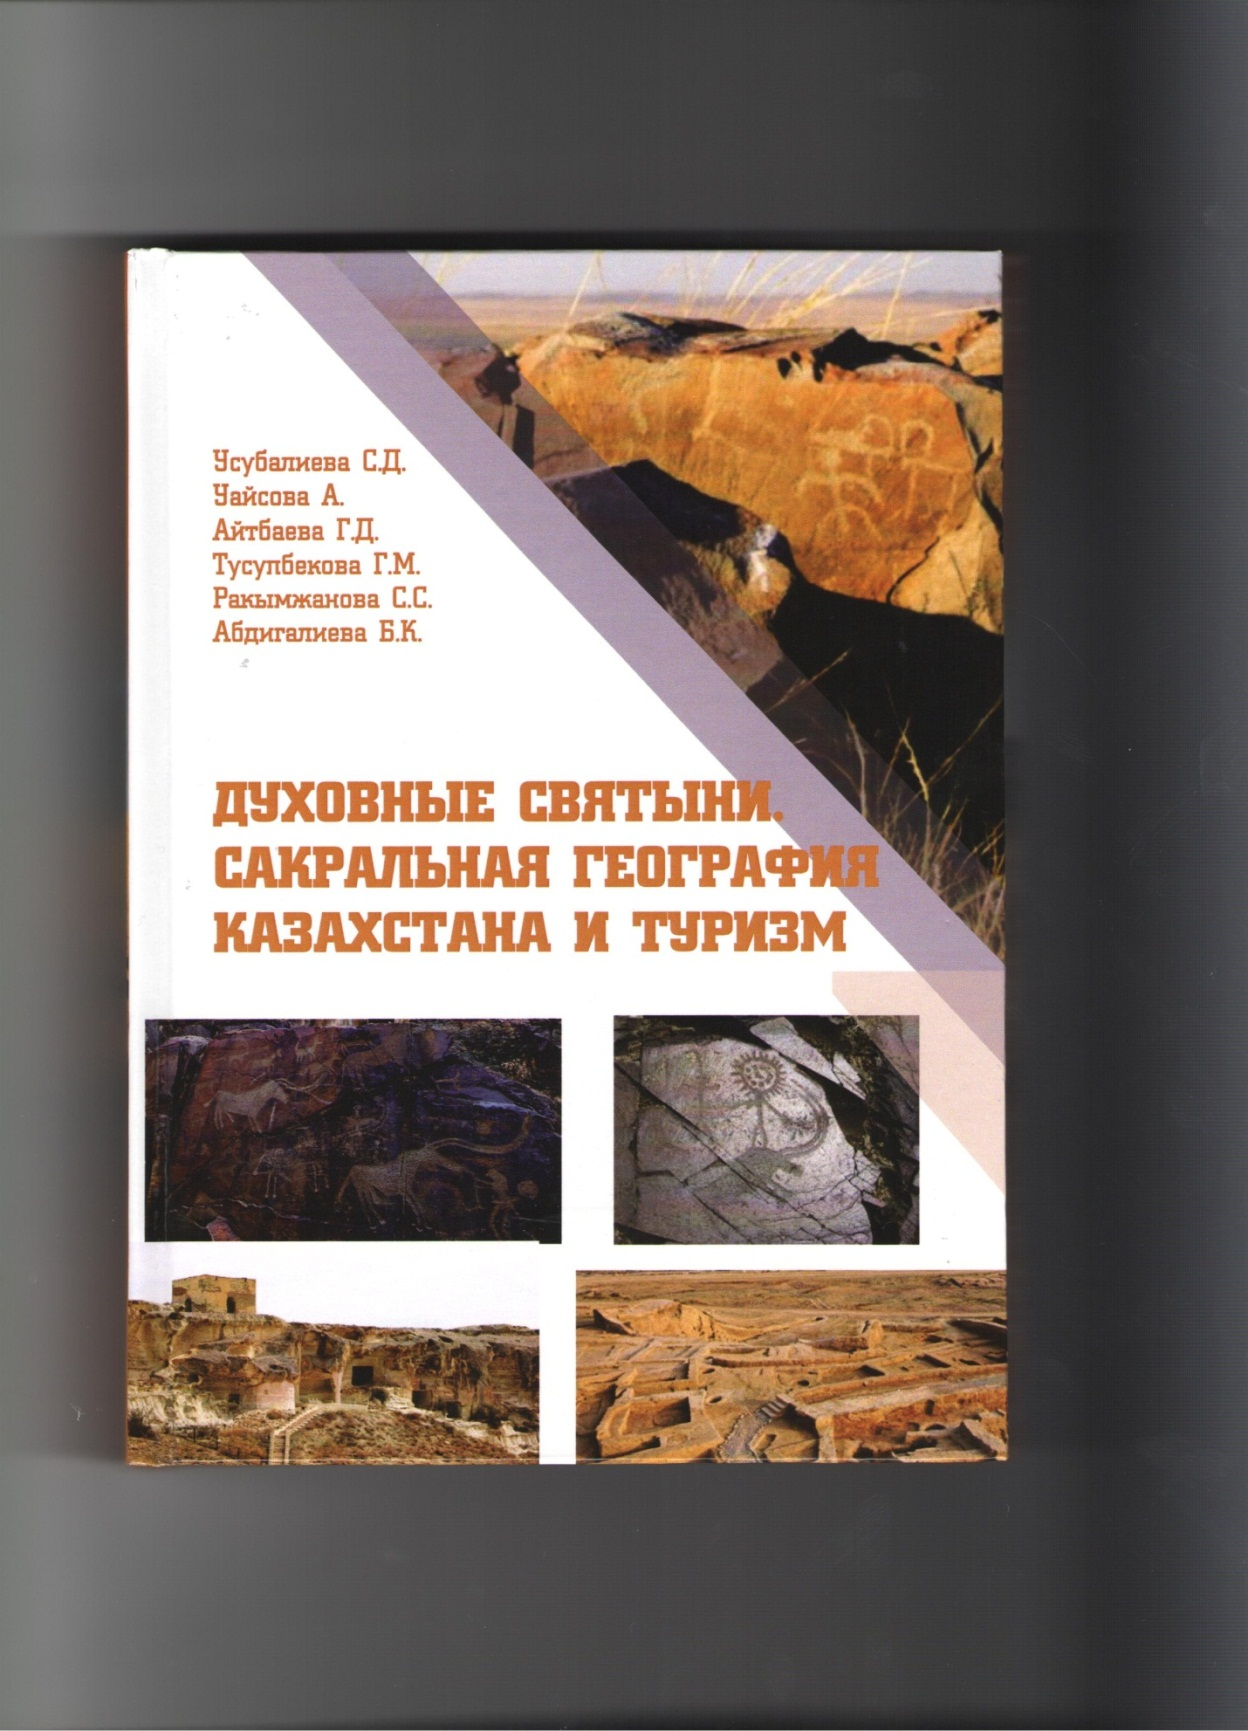 Усубалиева С.Д.
Уайсова А.
Айтбаева Г.Д.
Тусупбекова Г.М.
Ракымжанова С.С.
Абдигалиева Б.К.
ДУХОВНЫЕ СВЯТЫНИ.
САКРАЛЬНАЯ ГЕОГРАФИЯ
КАЗАХСТАНА И ТУРИЗМ